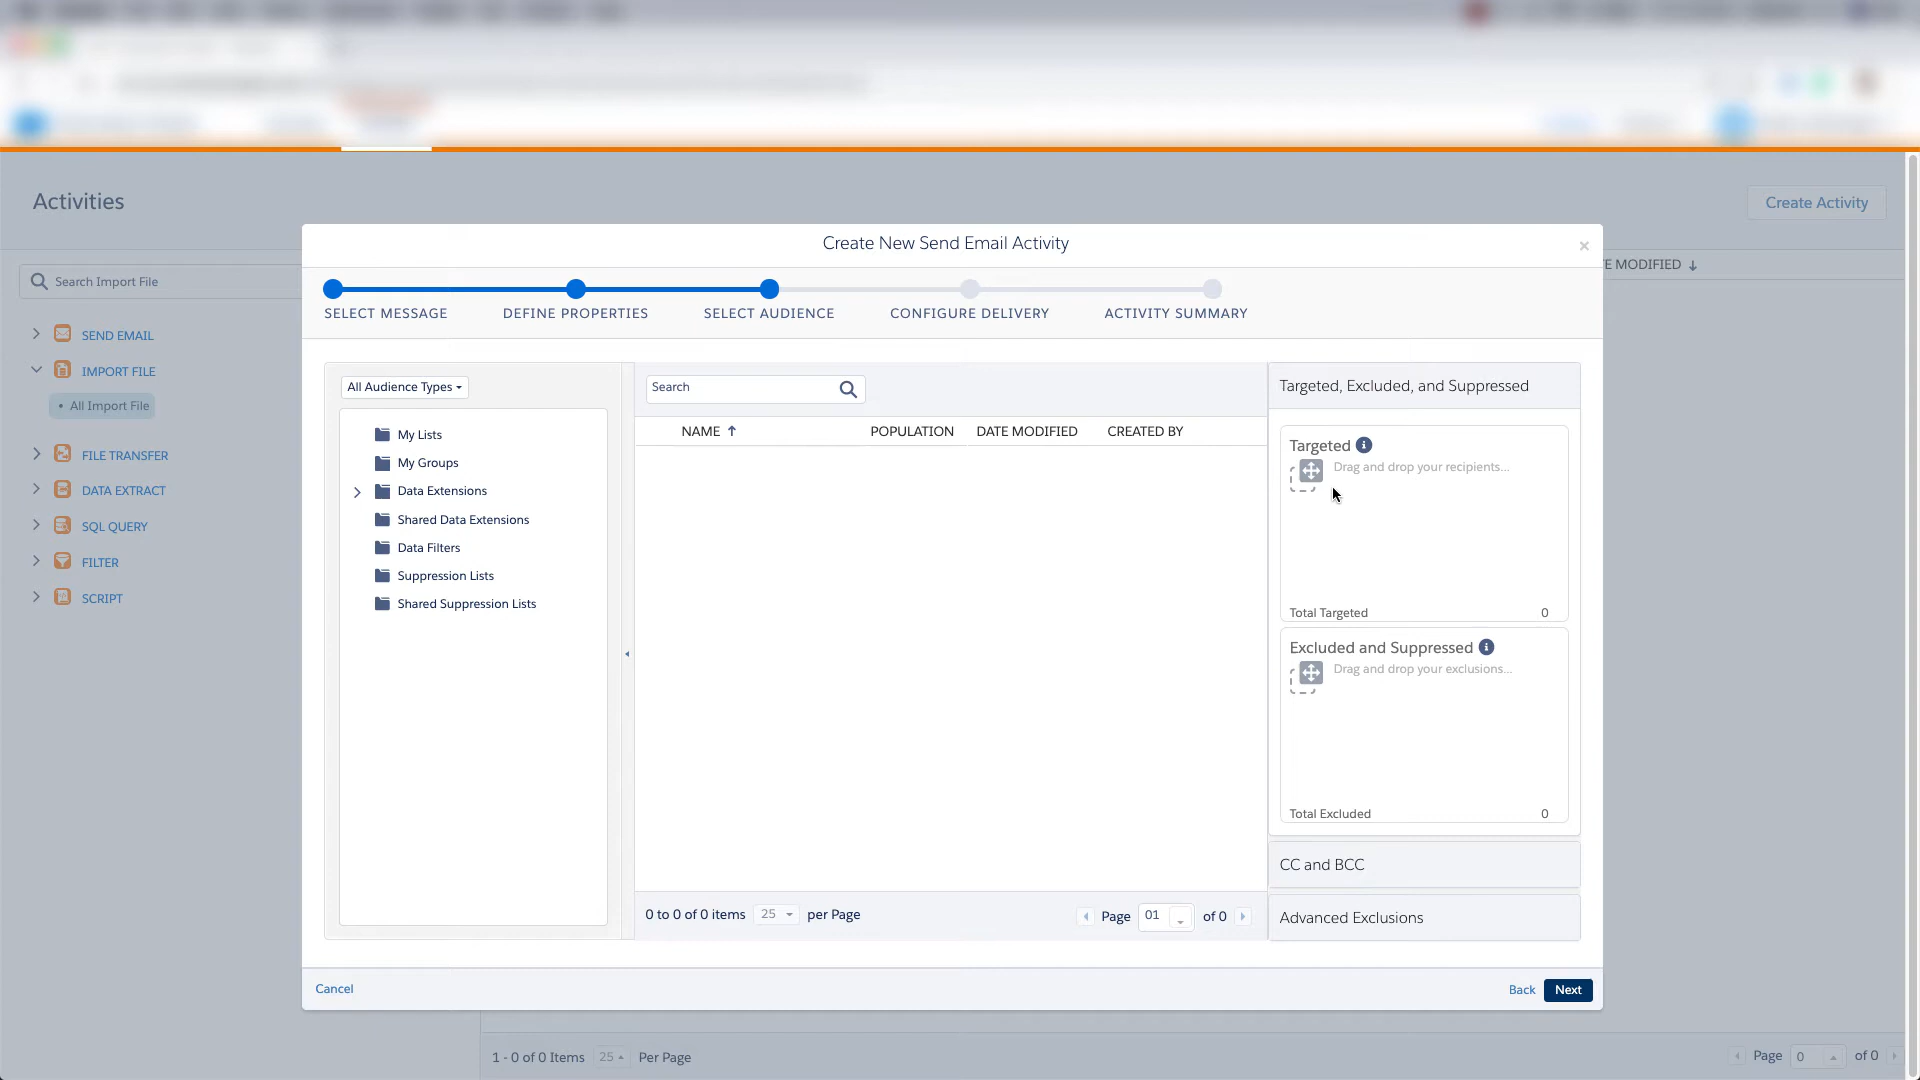 Activities
Create Activity
Search Import File
SEND EMAIL
IMPORT FILE
• All Import File
FILE TRANSFER
DATA EXTRACT
SQL QUERY
FILTER
SCRIPT
E MODIFIED ↓
Create New Send Email Activity
×
SELECT MESSAGE
DEFINE PROPERTIES
SELECT AUDIENCE
CONFIGURE DELIVERY
ACTIVITY SUMMARY
All Audience Types
My Lists
My Groups
Data Extensions
Shared Data Extensions
Data Filters
Suppression Lists
Shared Suppression Lists
Search
NAME ↑ POPULATION DATE MODIFIED CREATED BY
0 to 0 of 0 items 25 per Page
Page 01 of 0
Targeted, Excluded, and Suppressed
Targeted
Drag and drop your recipients...
Total Targeted 0
Excluded and Suppressed
Drag and drop your exclusions...
Total Excluded 0
CC and BCC
Advanced Exclusions
Cancel
Back
Next
1 - 0 of 0 Items 25 Per Page
Page 0 of 0